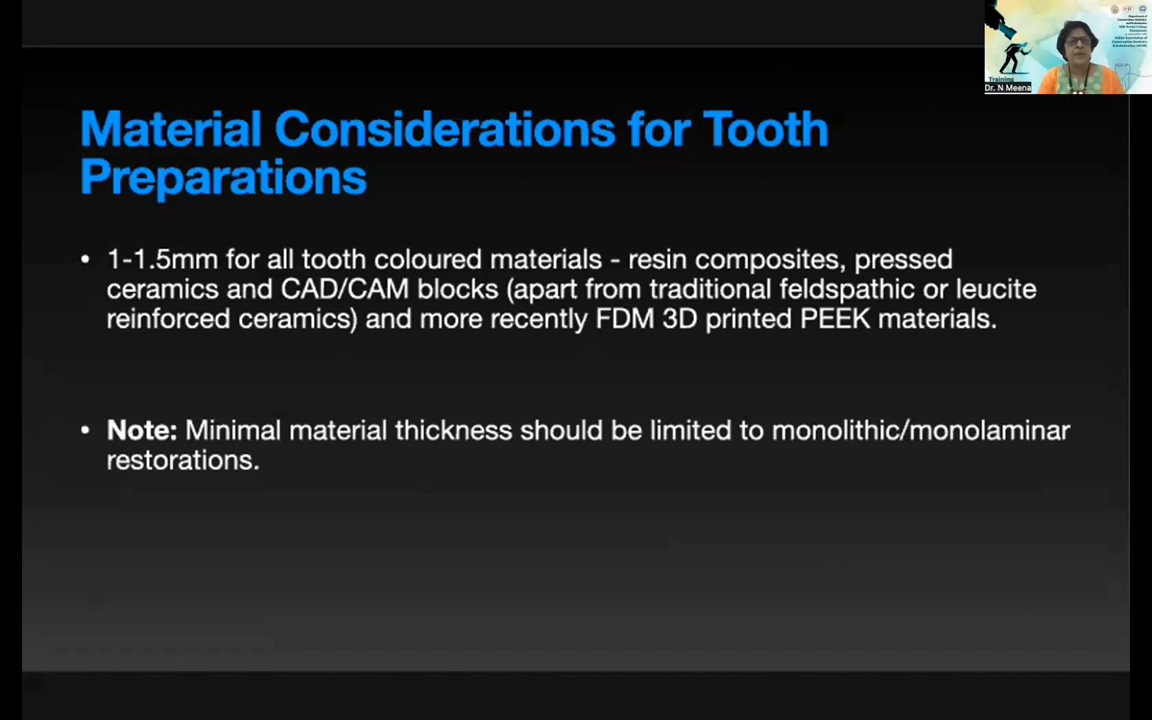 Material Considerations for Tooth
Preparations
• 1-1.5mm for all tooth coloured materials - resin composites, pressed
ceramics and CAD/CAM blocks (apart from traditional feldspathic or leucite
reinforced ceramics) and more recently FDM 3D printed PEEK materials.
• Note: Minimal material thickness should be limited to monolithic/monolaminar
restorations.
Training
Dr. N Meena